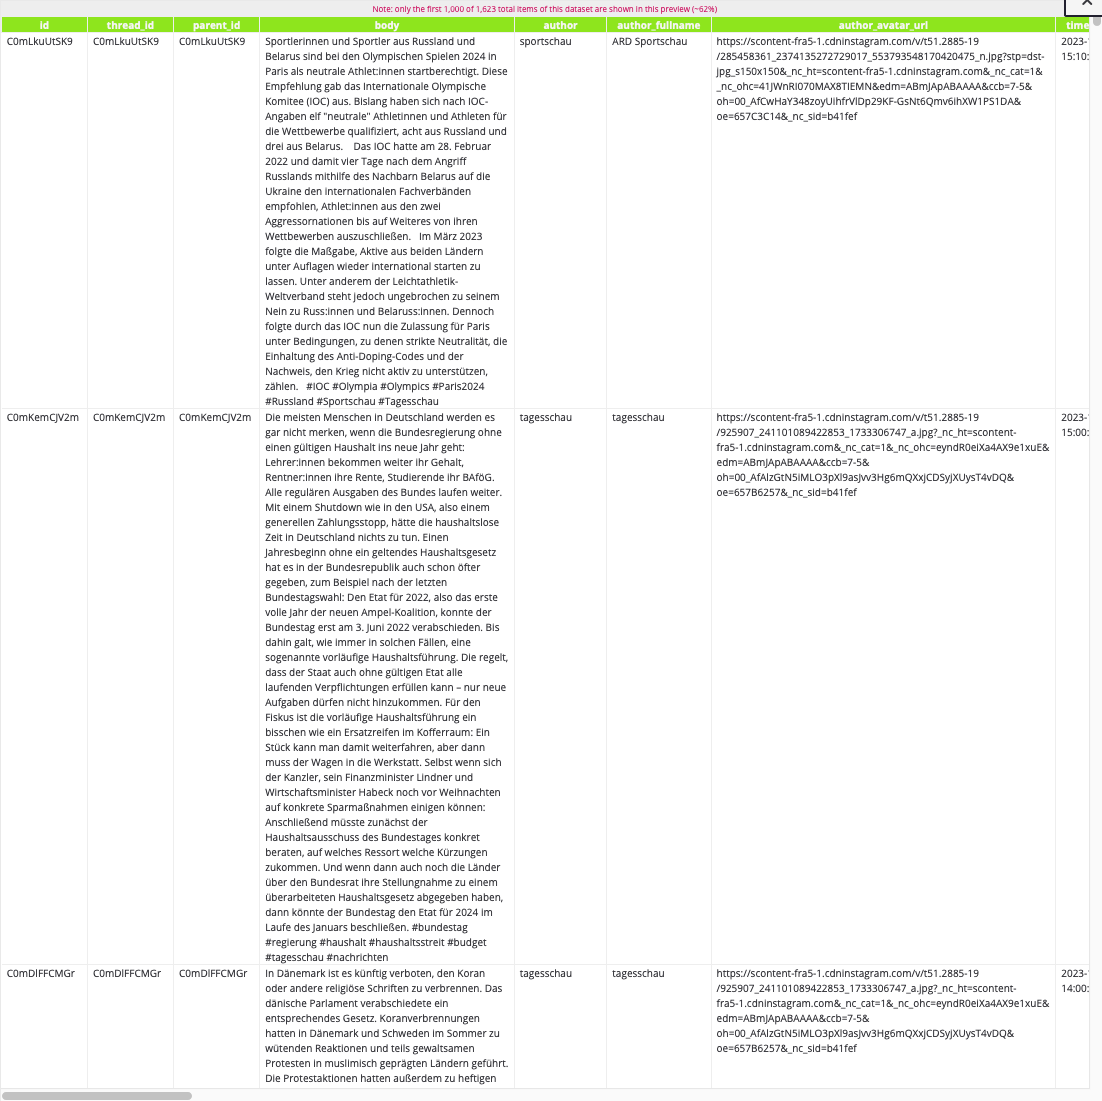 Note: only the first 1,000 of 1,623 total items of this dataset are shown in this preview (~62%)
id thread_id parent_id body author author_fullname author_avatar_url time
C0mLkuUtSK9 C0mLkuUtSK9 C0mLkuUtSK9
Sportlerinnen und Sportler aus Russland und
Belarus sind bei den Olympischen Spielen 2024 in
Paris als neutrale Athlet:innen startberechtigt. Diese
Empfehlung gab das Internationale Olympische
Komitee (IOC) aus. Bislang haben sich nach IOC-
Angaben elf "neutrale" Athletinnen und Athleten für
die Wettbewerbe qualifiziert, acht aus Russland und
drei aus Belarus. Das IOC hatte am 28. Februar
2022 und damit vier Tage nach dem Angriff
Russlands mithilfe des Nachbarn Belarus auf die
Ukraine den internationalen Fachverbänden
empfohlen, Athlet:innen aus den zwei
Aggressornationen bis auf Weiteres von ihren
Wettbewerben auszuschließen. Im März 2023
folgte die Maßgabe, Aktive aus beiden Ländern
unter Auflagen wieder international starten zu
lassen. Unter anderem der Leichtathletik-
Weltverband steht jedoch ungebrochen zu seinem
Nein zu Russ:innen und Belaruss:innen. Dennoch
folgte durch das IOC nun die Zulassung für Paris
unter Bedingungen, zu denen strikte Neutralität, die
Einhaltung des Anti-Doping-Codes und der
Nachweis, den Krieg nicht aktiv zu unterstützen,
zählen. #IOC #Olympia #Olympics #Paris2024
#Russland #Sportschau #Tagesschau
sportschau
ARD Sportschau
https://scontent-fra5-1.cdninstagram.com/v/t51.2885-19
/285458361_2374135272729017_553793548170420475_n.jpg?stp=dst-
jpg_s150x150&_nc_ht=scontent-fra5-1.cdninstagram.com&_nc_cat=1&
_nc_ohc=41JWnRI070MAX8TIEMN&edm=ABmJApABAAAA&ccb=7-5&
oh=00_AfCwHaY348zoyUihfrVlDp29KF-GsNt6Qmv6ihXW1PS1DA&
oe=657C3C14&_nc_sid=b41fef
2023-
15:10:
C0mKemCJV2m C0mKemCJV2m C0mKemCJV2m
Die meisten Menschen in Deutschland werden es
gar nicht merken, wenn die Bundesregierung ohne
einen gültigen Haushalt ins neue Jahr geht:
Lehrer:innen bekommen weiter ihr Gehalt,
Rentner:innen ihre Rente, Studierende ihr BAföG.
Alle regulären Ausgaben des Bundes laufen weiter.
Mit einem Shutdown wie in den USA, also einem
generellen Zahlungsstopp, hätte die haushaltslose
Zeit in Deutschland nichts zu tun. Einen
Jahresbeginn ohne ein geltendes Haushaltsgesetz
hat es in der Bundesrepublik auch schon öfter
gegeben, zum Beispiel nach der letzten
Bundestagswahl: Den Etat für 2022, also das erste
volle Jahr der neuen Ampel-Koalition, konnte der
Bundestag erst am 3. Juni 2022 verabschieden. Bis
dahin galt, wie immer in solchen Fällen, eine
sogenannte vorläufige Haushaltsführung. Die regelt,
dass der Staat auch ohne gültigen Etat alle
laufenden Verpflichtungen erfüllen kann – nur neue
Aufgaben dürfen nicht hinzukommen. Für den
Fiskus ist die vorläufige Haushaltsführung ein
bisschen wie ein Ersatzreifen im Kofferraum: Ein
Stück kann man damit weiterfahren, aber dann
muss der Wagen in die Werkstatt. Selbst wenn sich
der Kanzler, sein Finanzminister Lindner und
Wirtschaftsminister Habeck noch vor Weihnachten
auf konkrete Sparmaßnahmen einigen können:
Anschließend müsste zunächst der
Haushaltsausschuss des Bundestages konkret
beraten, auf welches Ressort welche Kürzungen
zukommen. Und wenn dann auch noch die Länder
über den Bundesrat ihre Stellungnahme zu einem
überarbeiteten Haushaltsgesetz abgegeben haben,
dann könnte der Bundestag den Etat für 2024 im
Laufe des Januars beschließen. #bundestag
#regierung #haushalt #haushaltsstreit #budget
#tagesschau #nachrichten
tagesschau
tagesschau
https://scontent-fra5-1.cdninstagram.com/v/t51.2885-19
/925907_241101089422853_1733306747_a.jpg?_nc_ht=scontent-
fra5-1.cdninstagram.com&_nc_cat=1&_nc_ohc=eyndR0eiXa4AX9e1xuE&
edm=ABmJApABAAAA&ccb=7-5&
oh=00_AfAlzGtN5iMLO3pXl9asJvv3Hg6mQXxjCDSyjXUysT4vDQ&
oe=657B6257&_nc_sid=b41fef
2023-
15:00:
C0mDlFFCMGr C0mDlFFCMGr C0mDlFFCMGr
In Dänemark ist es künftig verboten, den Koran
oder andere religiöse Schriften zu verbrennen. Das
dänische Parlament verabschiedete ein
entsprechendes Gesetz. Koranverbrennungen
hatten in Dänemark und Schweden im Sommer zu
wütenden Reaktionen und teils gewaltsamen
Protesten in muslimisch geprägten Ländern geführt.
Die Protestaktionen hatten außerdem zu heftigen
tagesschau
tagesschau
https://scontent-fra5-1.cdninstagram.com/v/t51.2885-19
/925907_241101089422853_1733306747_a.jpg?_nc_ht=scontent-
fra5-1.cdninstagram.com&_nc_cat=1&_nc_ohc=eyndR0eiXa4AX9e1xuE&
edm=ABmJApABAAAA&ccb=7-5&
oh=00_AfAlzGtN5iMLO3pXl9asJvv3Hg6mQXxjCDSyjXUysT4vDQ&
oe=657B6257&_nc_sid=b41fef
2023-
14:00: